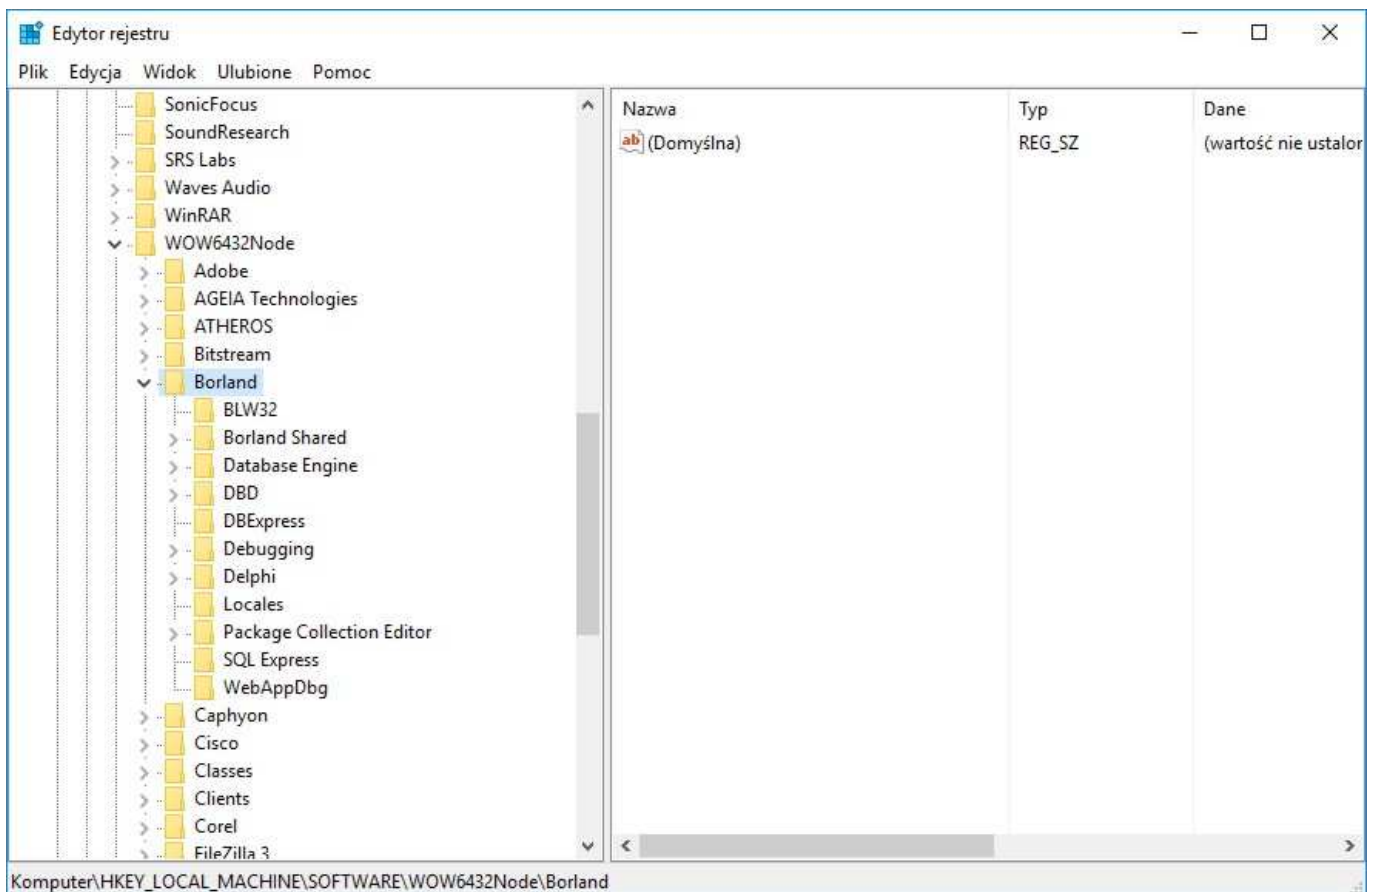 Edytor rejestru
Plik Edycja Widok Ulubione Pomoc
SonicFocus
SoundResearch
SRS Labs
Waves Audio
WinRAR
WOW6432Node
Adobe
AGEIA Technologies
ATHEROS
Bitstream
Borland
BLW32
Borland Shared
Database Engine
DBD
DBExpress
Debugging
Delphi
Locales
Package Collection Editor
SQL Express
WebAppDbg
Caphyon
Cisco
Classes
Clients
Corel
FileZilla 3
Nazwa Typ Dane
ab (Domyślna) REG_SZ (wartość nie ustalor
Komputer\HKEY_LOCAL_MACHINE\SOFTWARE\WOW6432Node\Borland